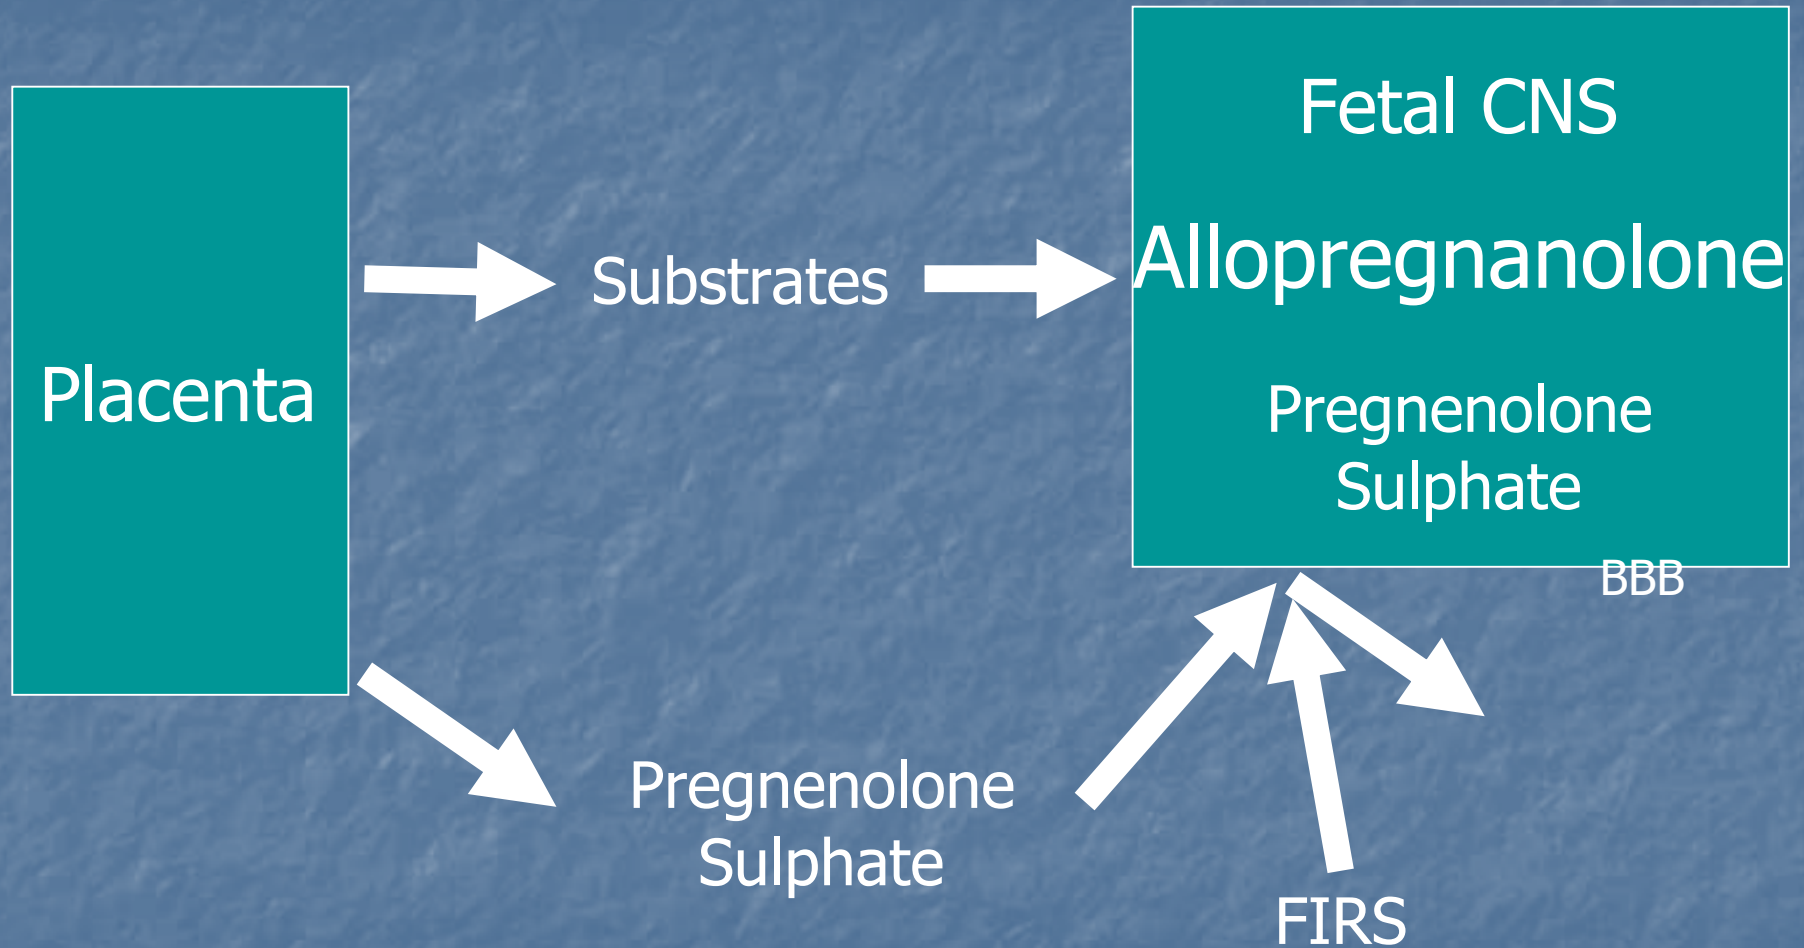 Placenta
Substrates
Pregnenolone
Sulphate
Fetal CNS
Allopregnanolone
Pregnenolone
Sulphate
BBB
FIRS